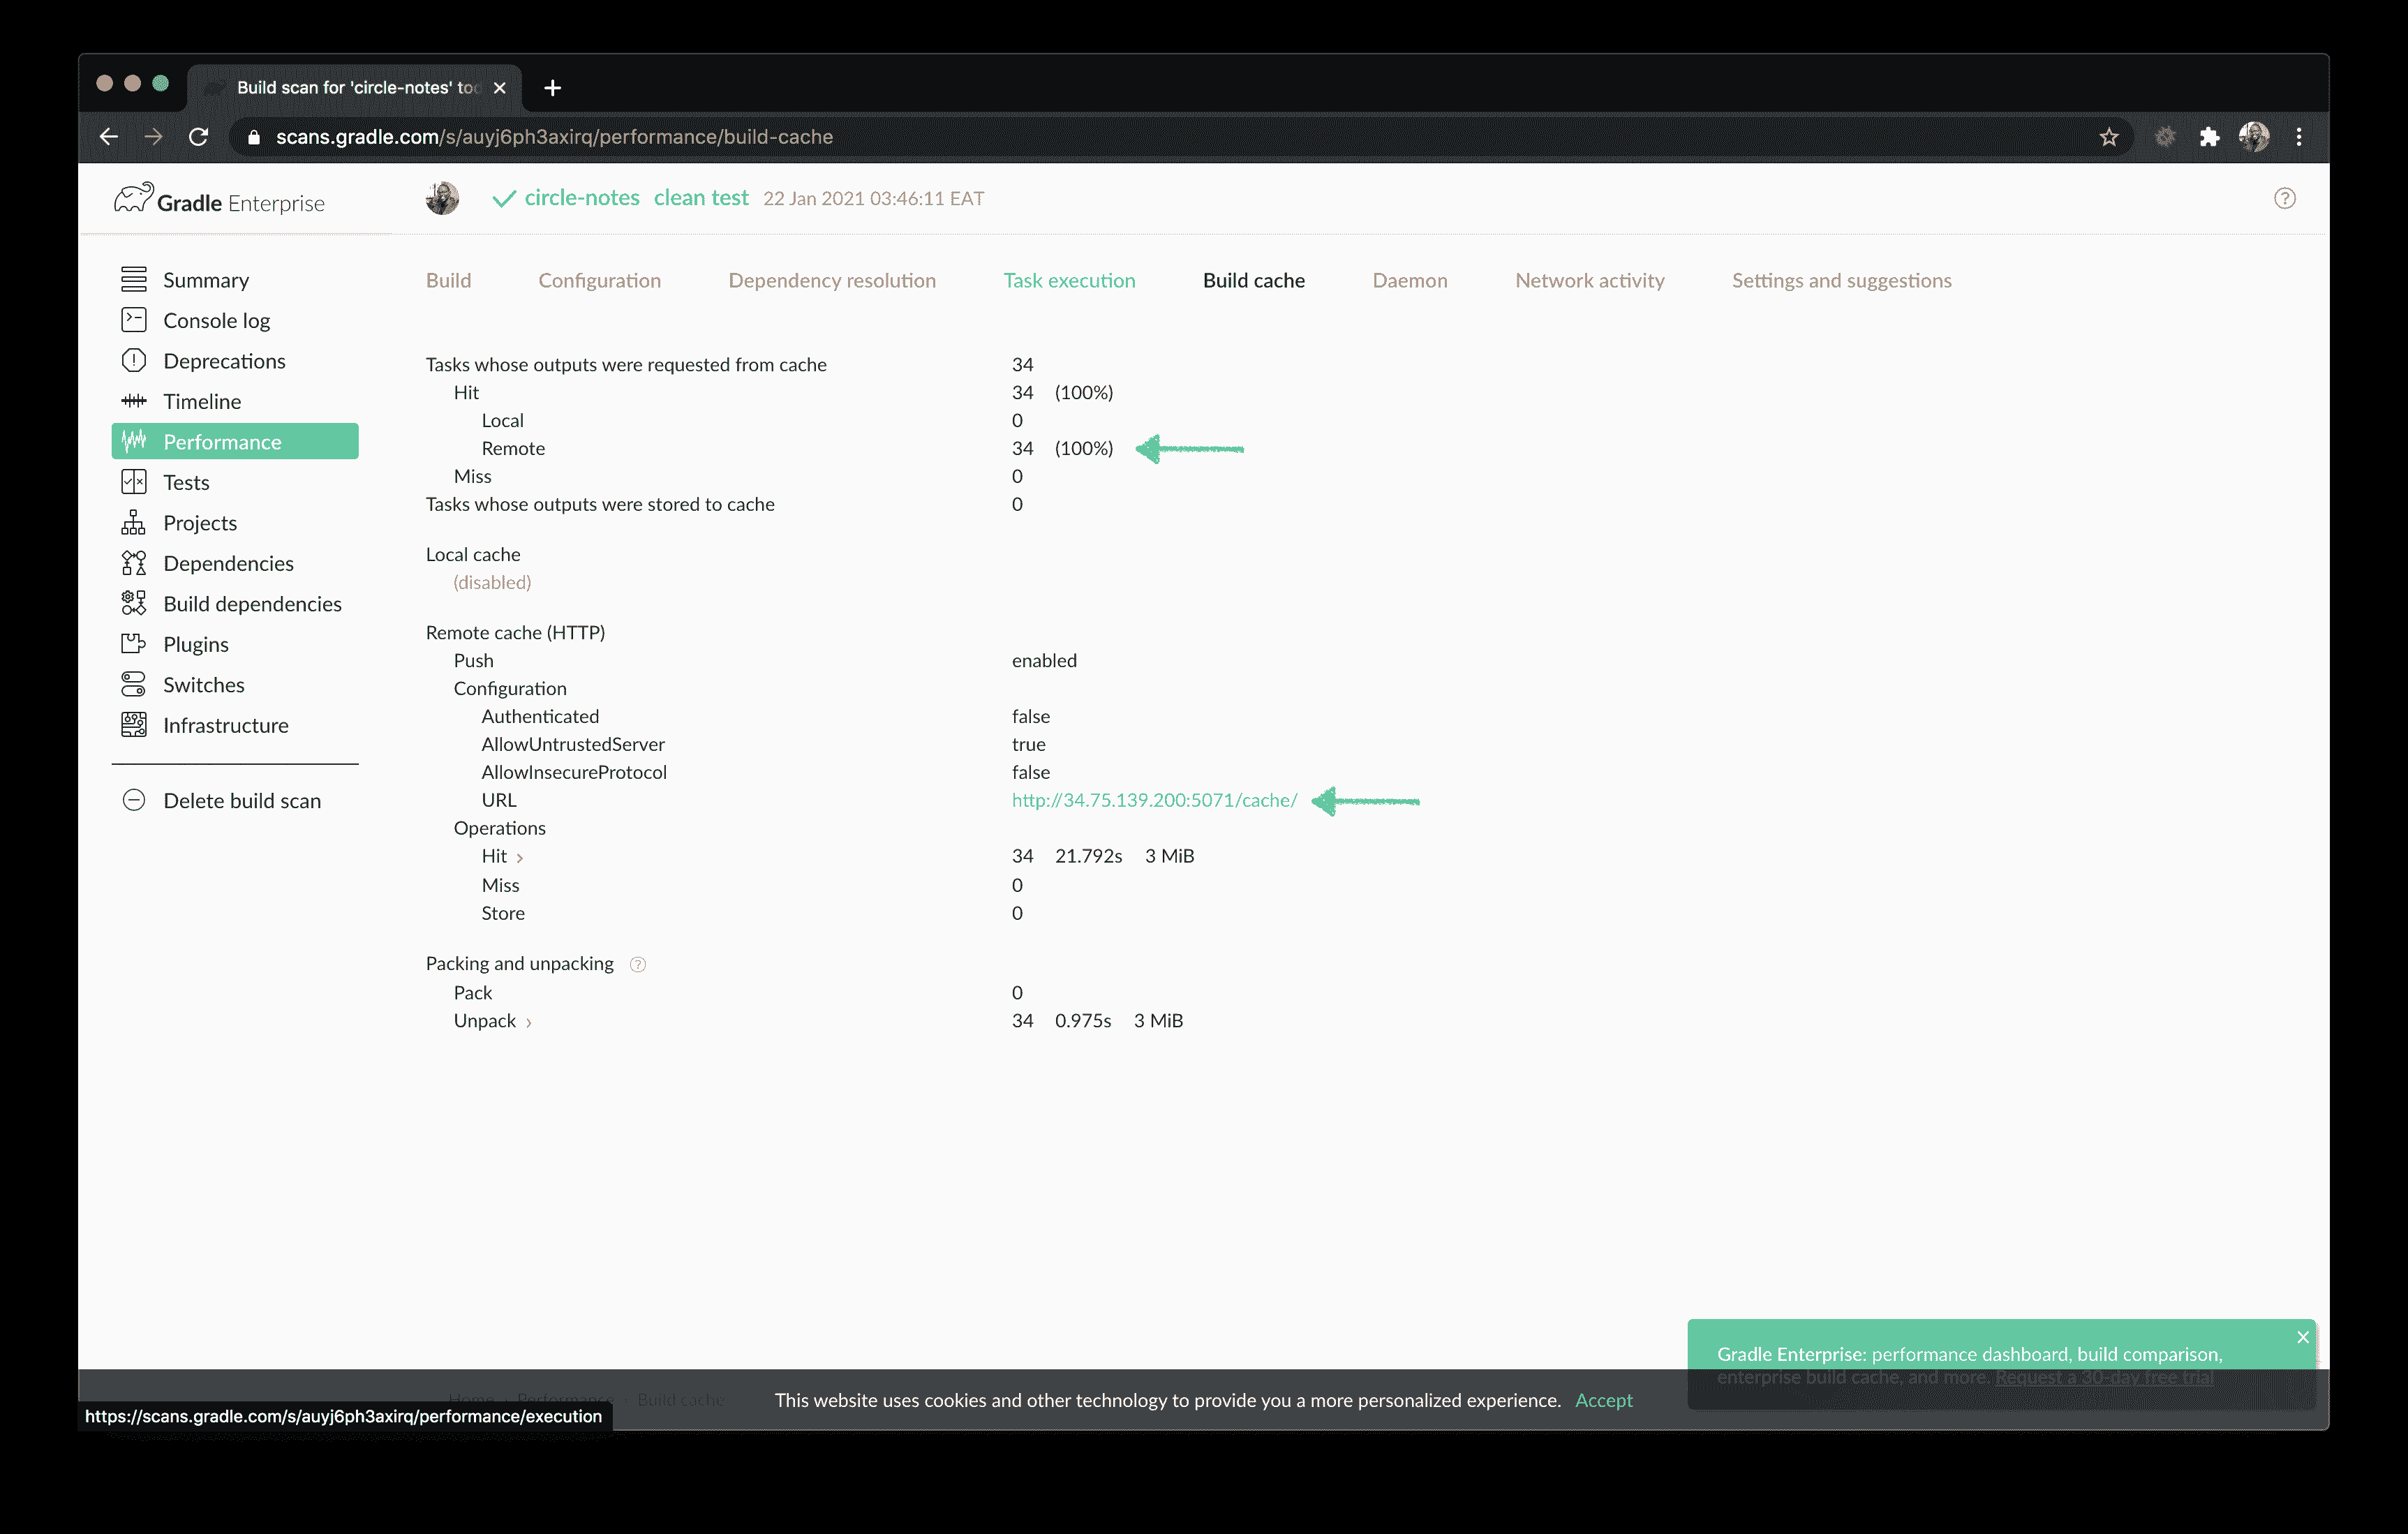 Build scan for 'circle-notes' to
scans.gradle.com/s/auyj6ph3axirq/performance/build-cache
Gradle Enterprise
circle-notes clean test 22 Jan 2021 03:46:11 EAT
Summary
Console log
Deprecations
Timeline
Performance
Tests
Projects
Dependencies
Build dependencies
Plugins
Switches
Infrastructure
Delete build scan
Build Configuration Dependency resolution Task execution Build cache Daemon Network activity Settings and suggestions
Tasks whose outputs were requested from cache 34
Hit 34 (100%)
Local 0
Remote 34 (100%)
Miss 0
Tasks whose outputs were stored to cache 0
Local cache
(disabled)
Remote cache (HTTP)
Push enabled
Configuration
Authenticated false
AllowUntrustedServer true
AllowInsecureProtocol false
URL http://34.75.139.200:5071/cache/
Operations
Hit 34 21.792s 3 MiB
Miss 0
Store 0
Packing and unpacking
Pack 0
Unpack 34 0.975s 3 MiB
Gradle Enterprise: performance dashboard, build comparison,
enterprise build cache, and more. Request a 30-day free trial
Home Performance Build cache
This website uses cookies and other technology to provide you a more personalized experience. Accept
https://scans.gradle.com/s/auyj6ph3axirq/performance/execution